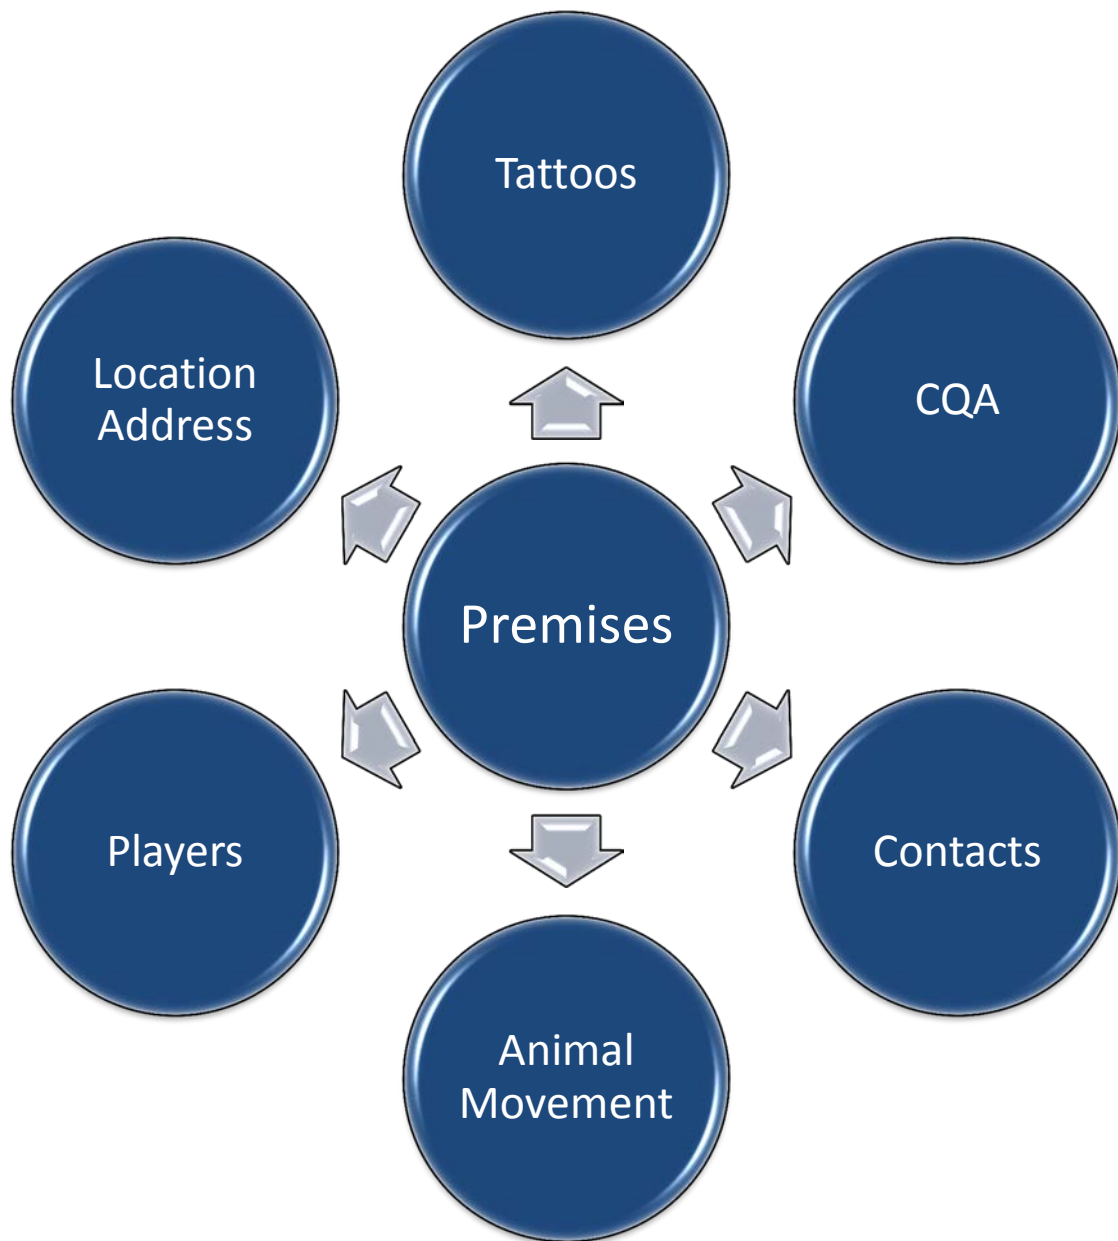 Tattoos
Location
Address
CQA
Premises
Players
Contacts
Animal
Movement